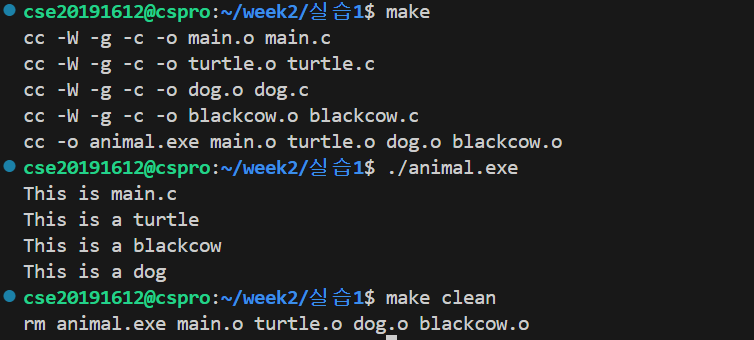 cse20191612@cspro:~/week2/실습1$ make
cc -W -g -c -o main.o main.c
cc -W -g -c -o turtle.o turtle.c
cc -W -g -c -o dog.o dog.c
cc -W -g -c -o blackcow.o blackcow.c
cc -o animal.exe main.o turtle.o dog.o blackcow.o
cse20191612@cspro:~/week2/실습1$ ./animal.exe
This is main.c
This is a turtle
This is a blackcow
This is a dog
cse20191612@cspro:~/week2/실습1$ make clean
rm animal.exe main.o turtle.o dog.o blackcow.o